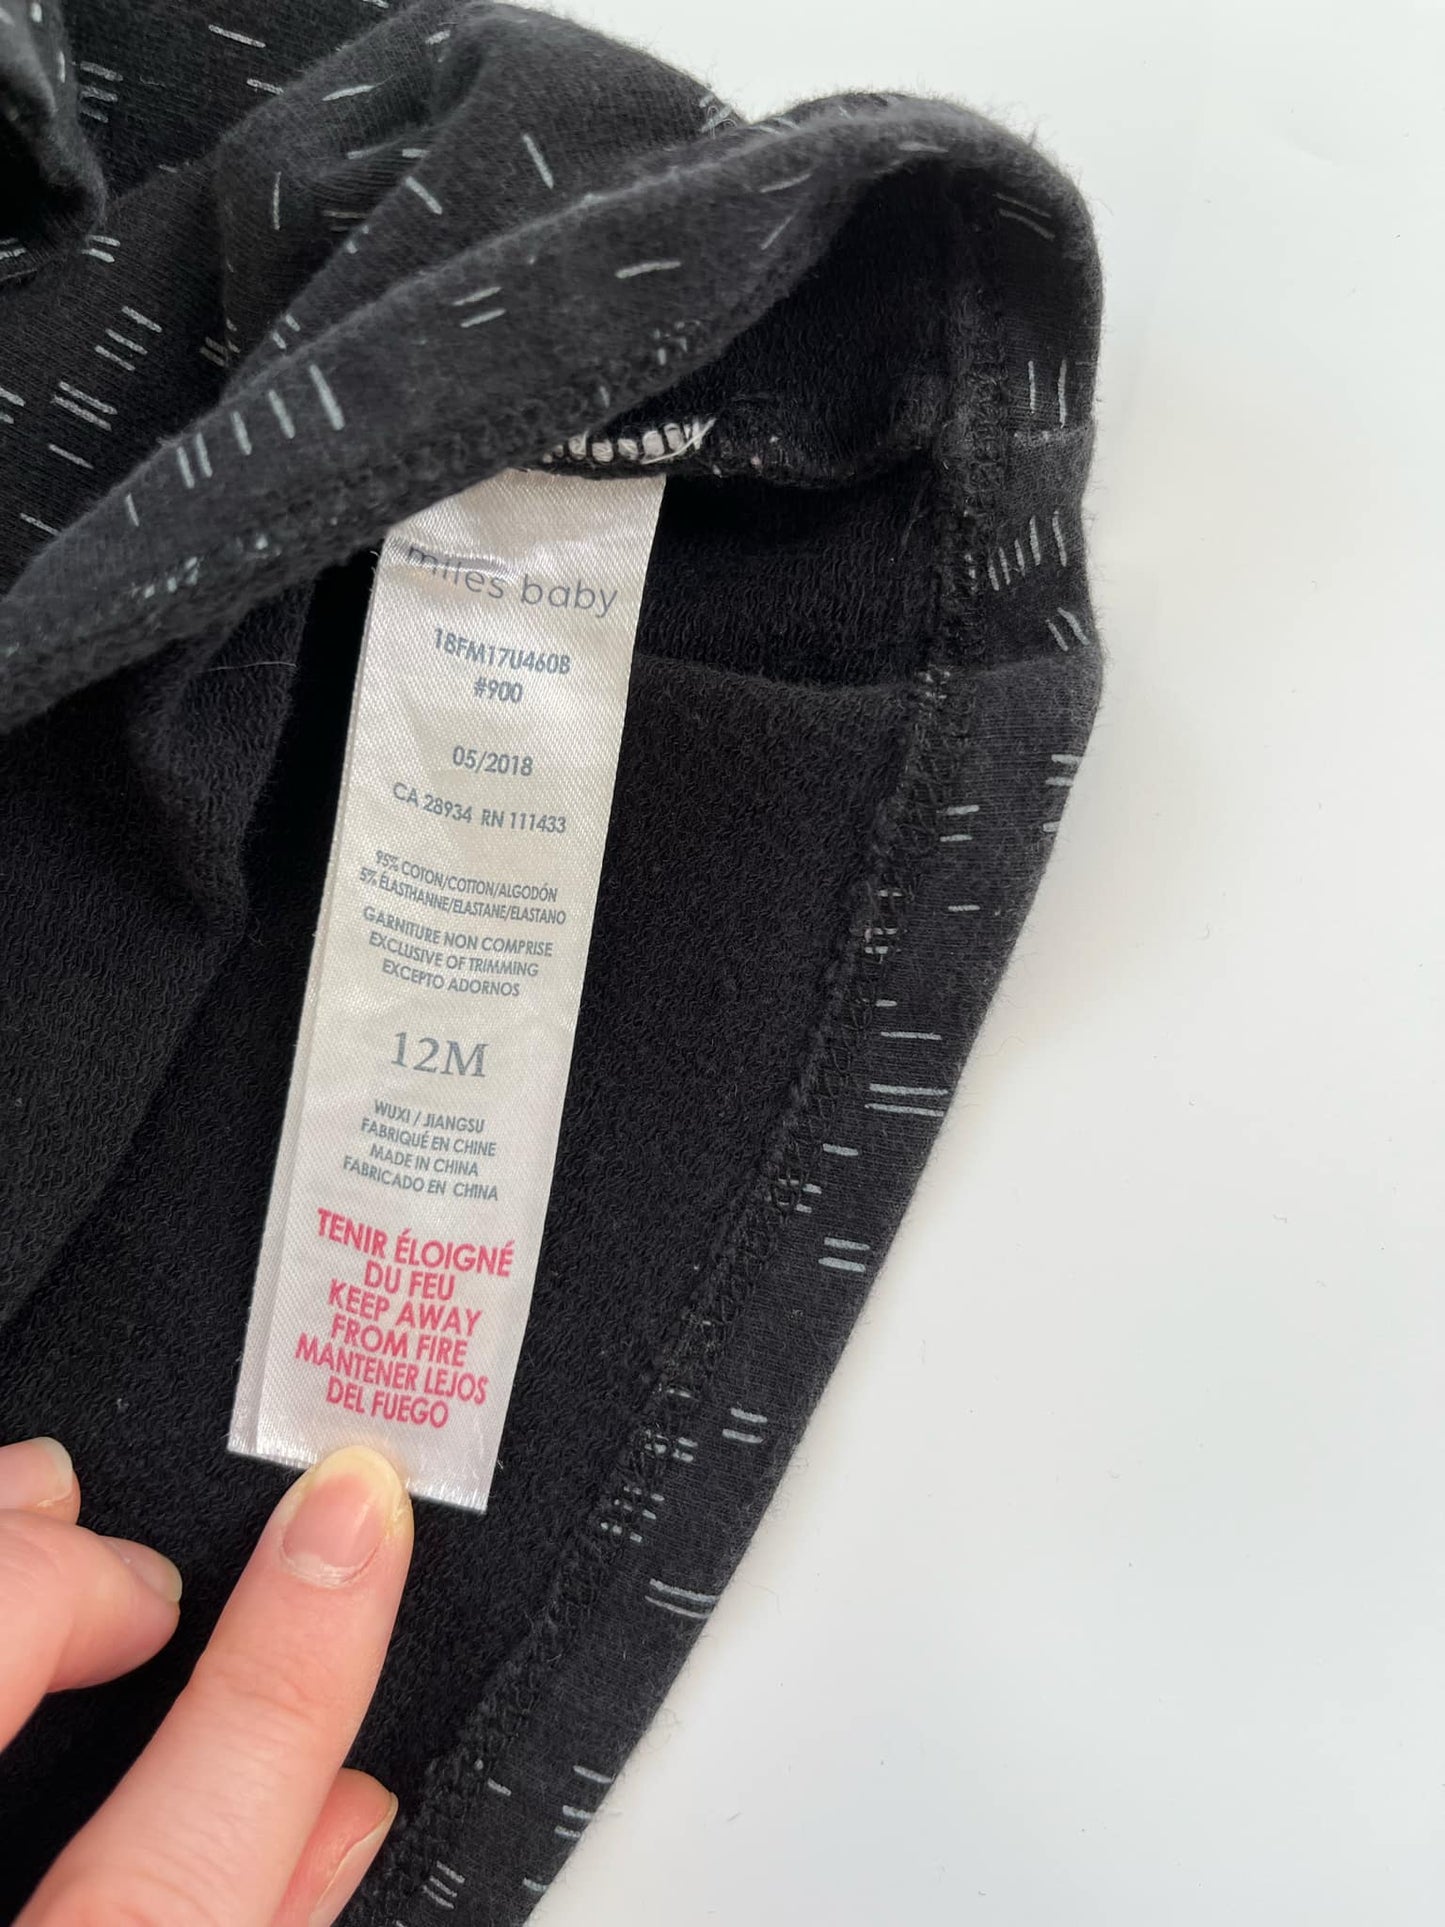 miles baby
18FM17U460B
#900
05/2018
CA 28934 RN 111433
95% COTON/COTTON/ALGODÓN
5% ÉLASTHANNE/ELASTANE/ELASTANO
GARNITURE NON COMPRISE
EXCLUSIVE OF TRIMMING
EXCEPTO ADORNOS
12M
WUXI / JIANGSU
FABRIQUÉ EN CHINE
MADE IN CHINA
FABRICADO EN CHINA
TENIR ÉLOIGNÉ
DU FEU
KEEP AWAY
FROM FIRE
MANTENER LEJOS
DEL FUEGO